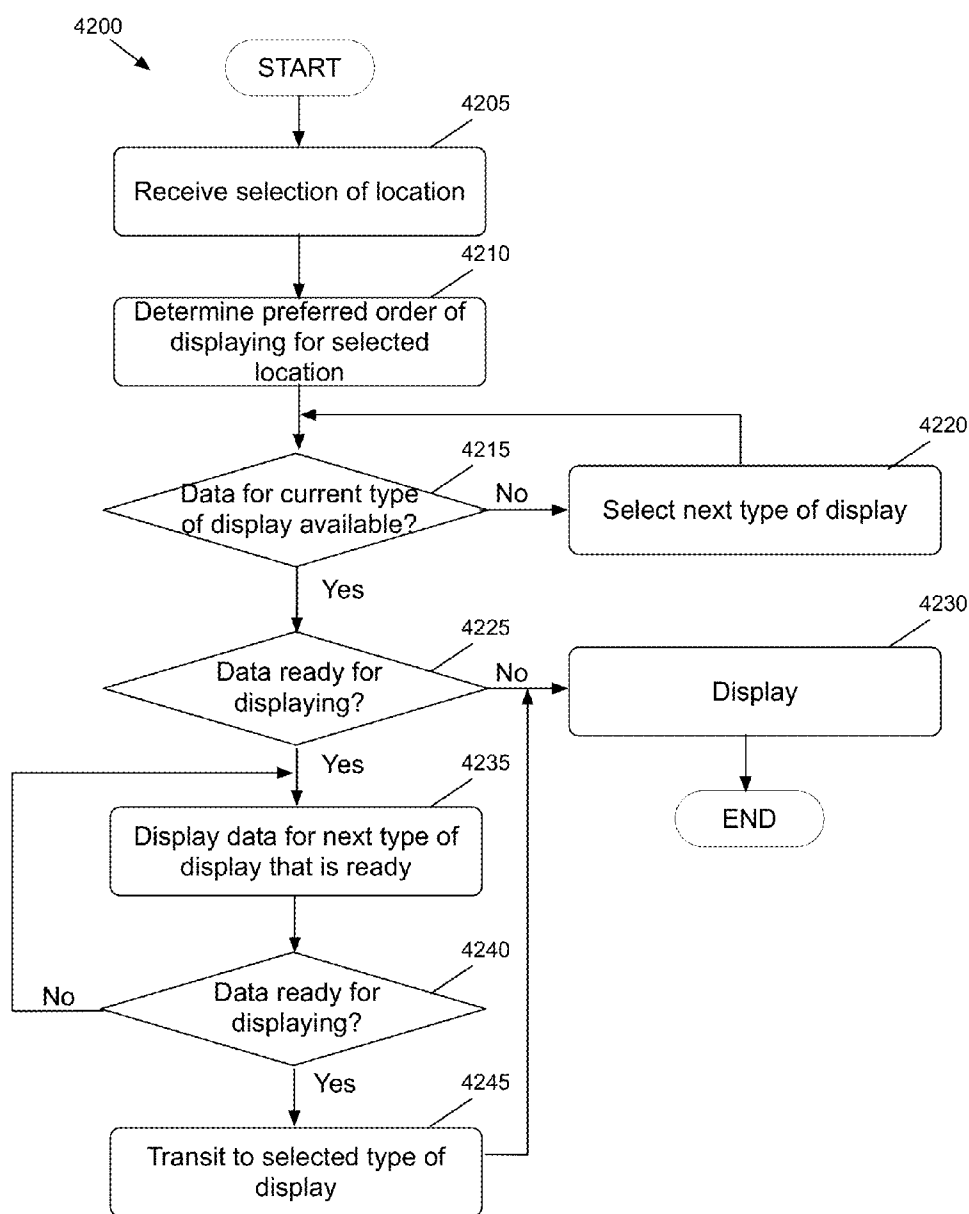 4200
START
4205
Receive selection of location
4210
Determine preferred order of
displaying for selected
location
4215
Data for current type
of display available?
No
4220
Select next type of display
Yes
4225
Data ready for
displaying?
No
4230
Display
Yes
END
4235
Display data for next type of
display that is ready
4240
Data ready for
displaying?
No
Yes
4245
Transit to selected type of
display